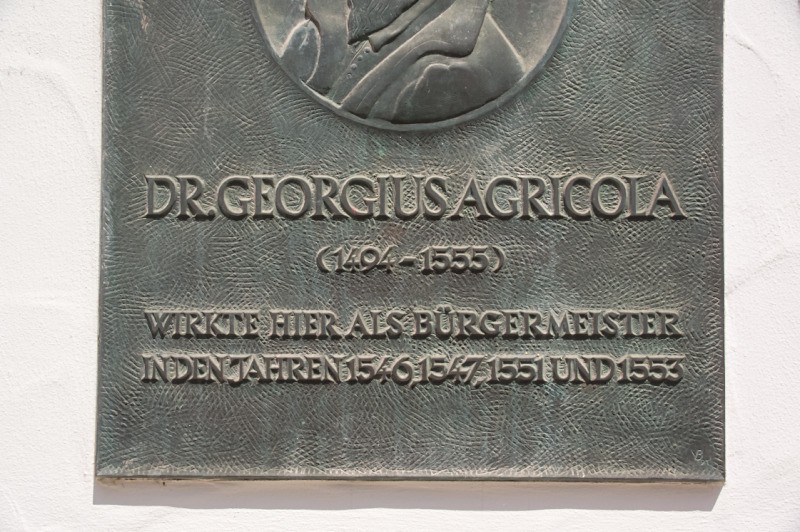 DR. GEORGIUS AGRICOLA
(1494-1555)
WIRKTE HIER ALS BÜRGERMEISTER
IN DEN JAHREN 1546, 1547, 1551 UND 1553